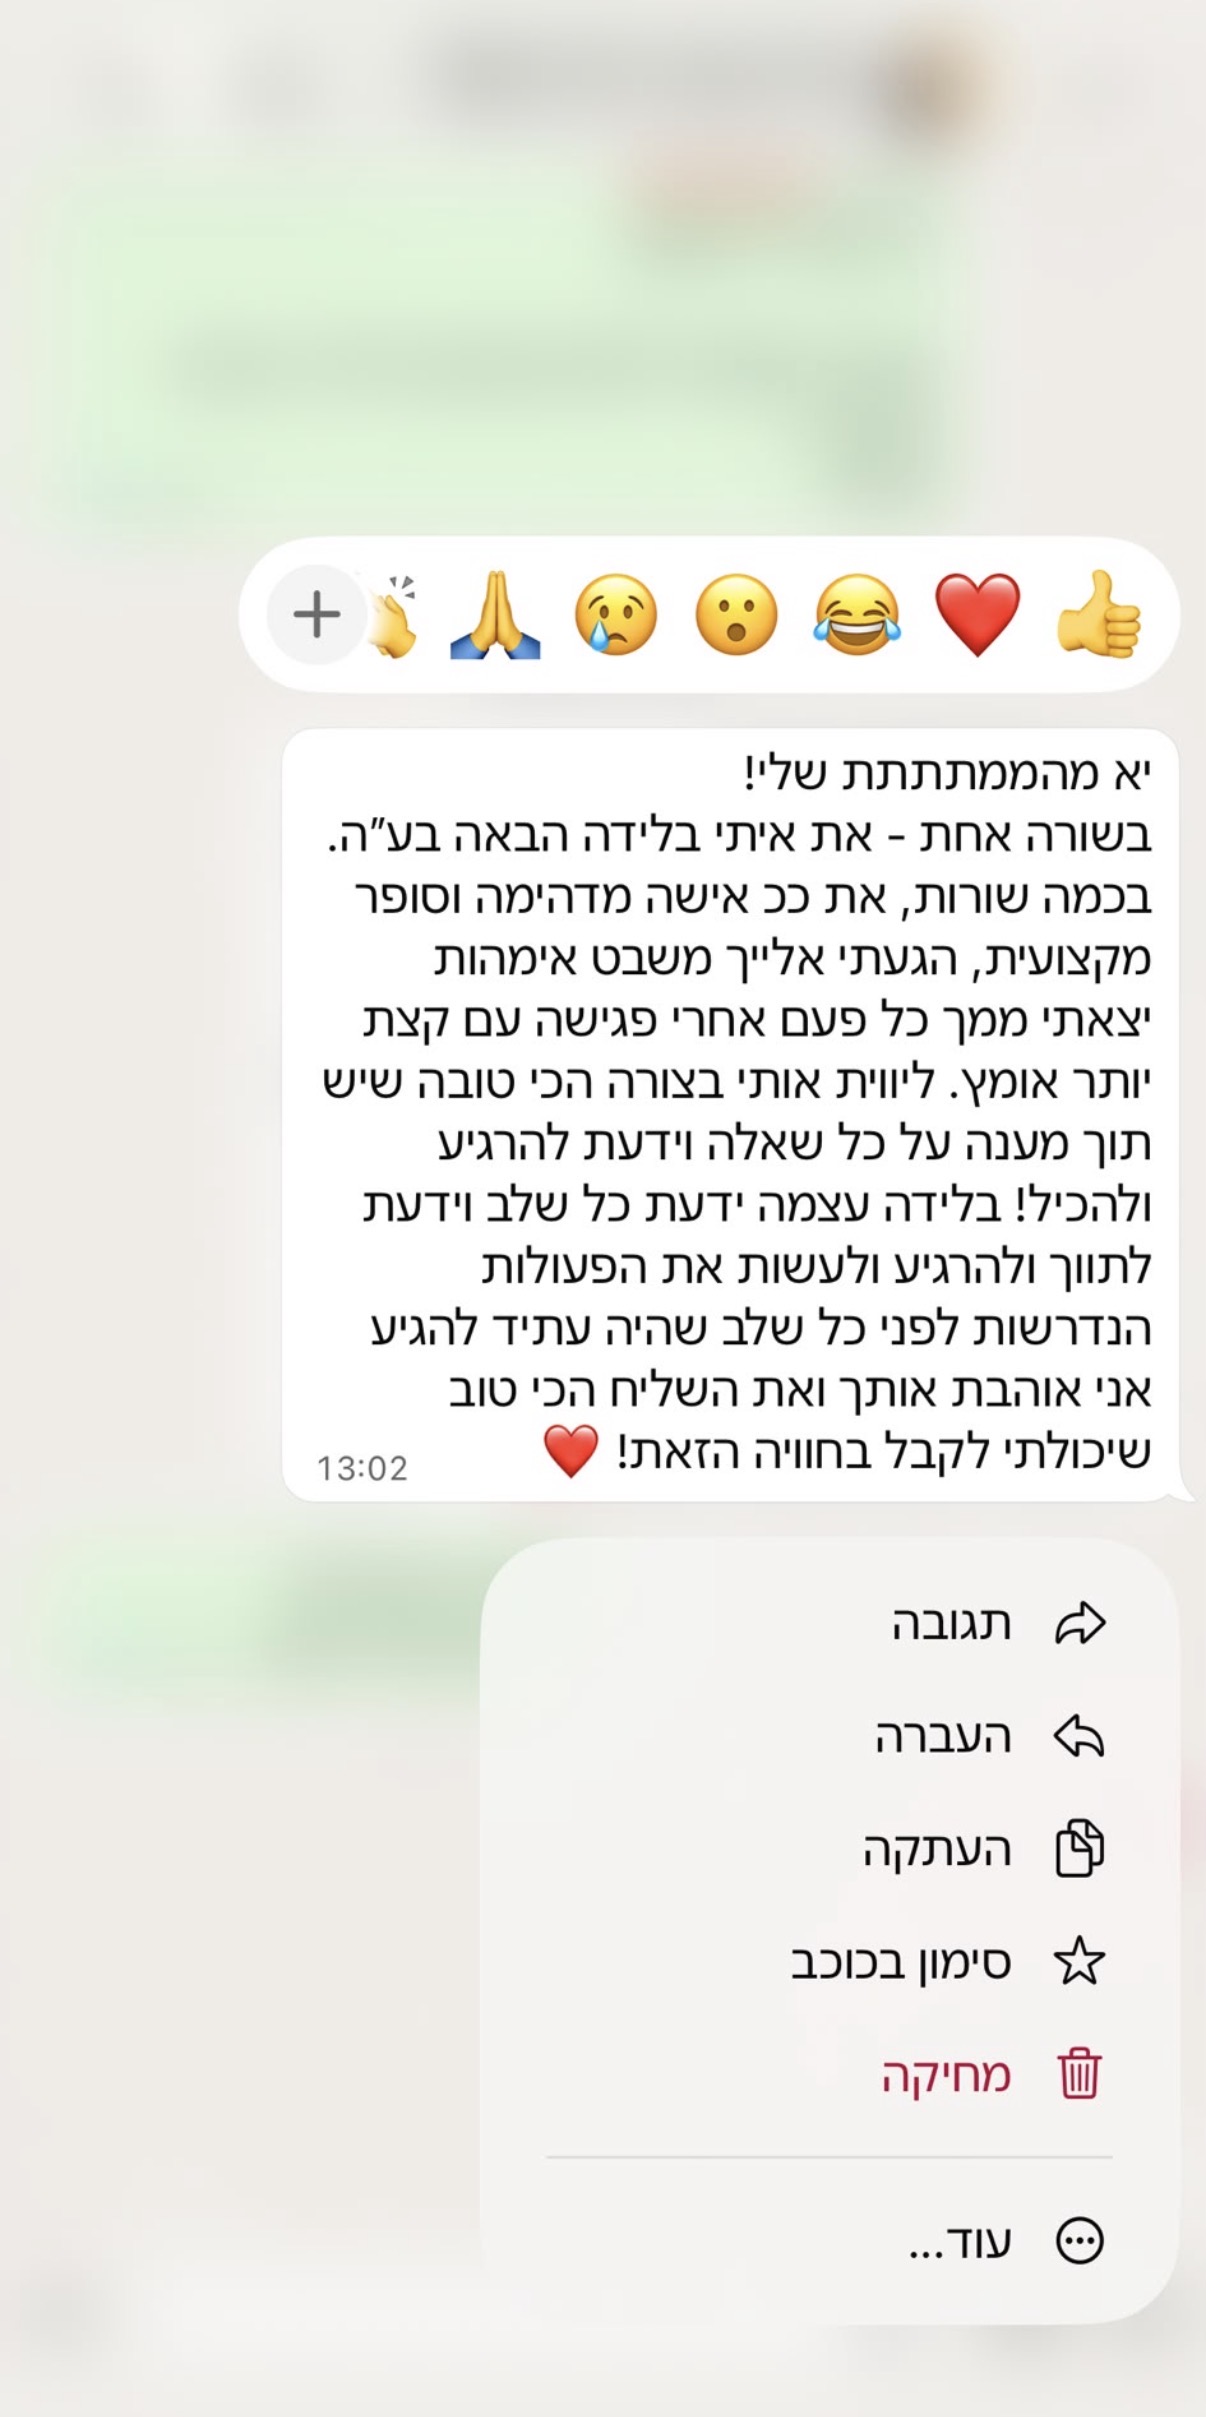 יא מהממתתתת שלי!
בשורה אחת - את איתי בלידה הבאה בע״ה.
בכמה שורות, את ככ אישה מדהימה וסופר
מקצועית, הגעתי אלייך משבט אימהות
יצאתי ממך כל פעם אחרי פגישה עם קצת
יותר אומץ. ליווית אותי בצורה הכי טובה שיש
תוך מענה על כל שאלה וידעת להרגיע
ולהכיל! בלידה עצמה ידעת כל שלב וידעת
לתווך ולהרגיע ולעשות את הפעולות
הנדרשות לפני כל שלב שהיה עתיד להגיע
אני אוהבת אותך ואת השליח הכי טוב
שיכולתי לקבל בחוויה הזאת! ❤️
13:02
תגובה
העברה
העתקה
סימון בכוכב
מחיקה
עוד...